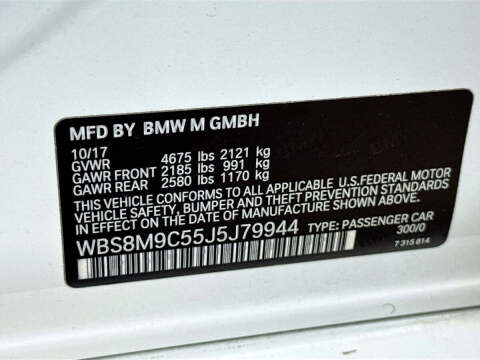 MFD BY BMW M GMBH
10/17
GVWR 4675 lbs 2121 kg
GAWR FRONT 2185 lbs 991 kg
GAWR REAR 2580 lbs 1170 kg
THIS VEHICLE CONFORMS TO ALL APPLICABLE U.S.FEDERAL MOTOR
VEHICLE SAFETY, BUMPER AND THEFT PREVENTION STANDARDS
IN EFFECT ON THE DATE OF MANUFACTURE SHOWN ABOVE.
WBS8M9C55J5J79944 TYPE: PASSENGER CAR
300/0
7 315 814